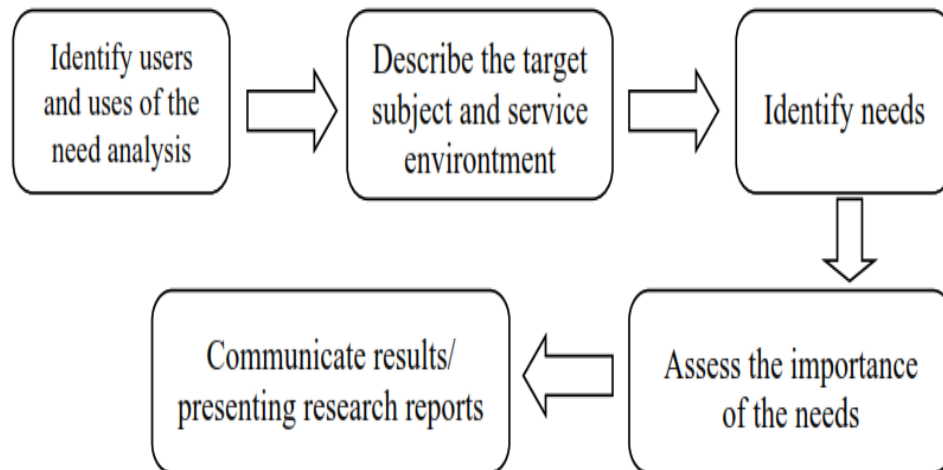 Identify users
and uses of the
need analysis
Describe the target
subject and service
environtment
Identify needs
Assess the importance
of the needs
Communicate results/
presenting research reports